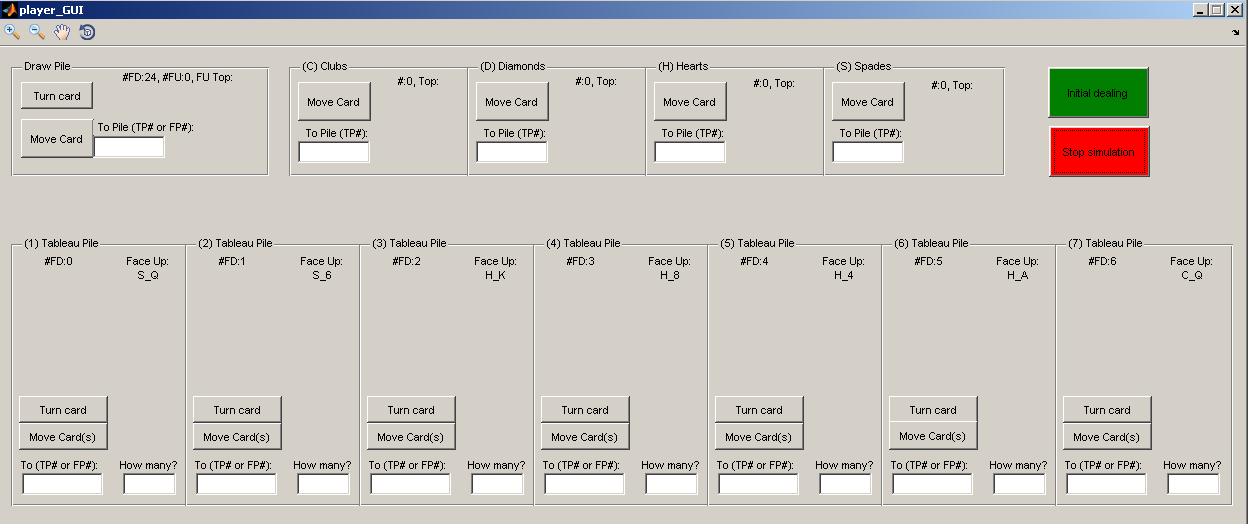 player_GUI
Draw Pile
#FD:24, #FU:0, FU Top:
Turn card
Move Card
To Pile (TP# or FP#):
(C) Clubs
#:0, Top:
Move Card
To Pile (TP#):
(D) Diamonds
#:0, Top:
Move Card
To Pile (TP#):
(H) Hearts
#:0, Top:
Move Card
To Pile (TP#):
(S) Spades
#:0, Top:
Move Card
To Pile (TP#):
Initial dealing
Stop simulation
(1) Tableau Pile
#FD:0
Face Up:
S_Q
Turn card
Move Card(s)
To (TP# or FP#):
How many?
(2) Tableau Pile
#FD:1
Face Up:
S_6
Turn card
Move Card(s)
To (TP# or FP#):
How many?
(3) Tableau Pile
#FD:2
Face Up:
H_K
Turn card
Move Card(s)
To (TP# or FP#):
How many?
(4) Tableau Pile
#FD:3
Face Up:
H_8
Turn card
Move Card(s)
To (TP# or FP#):
How many?
(5) Tableau Pile
#FD:4
Face Up:
H_4
Turn card
Move Card(s)
To (TP# or FP#):
How many?
(6) Tableau Pile
#FD:5
Face Up:
H_A
Turn card
Move Card(s)
To (TP# or FP#):
How many?
(7) Tableau Pile
#FD:6
Face Up:
C_Q
Turn card
Move Card(s)
To (TP# or FP#):
How many?